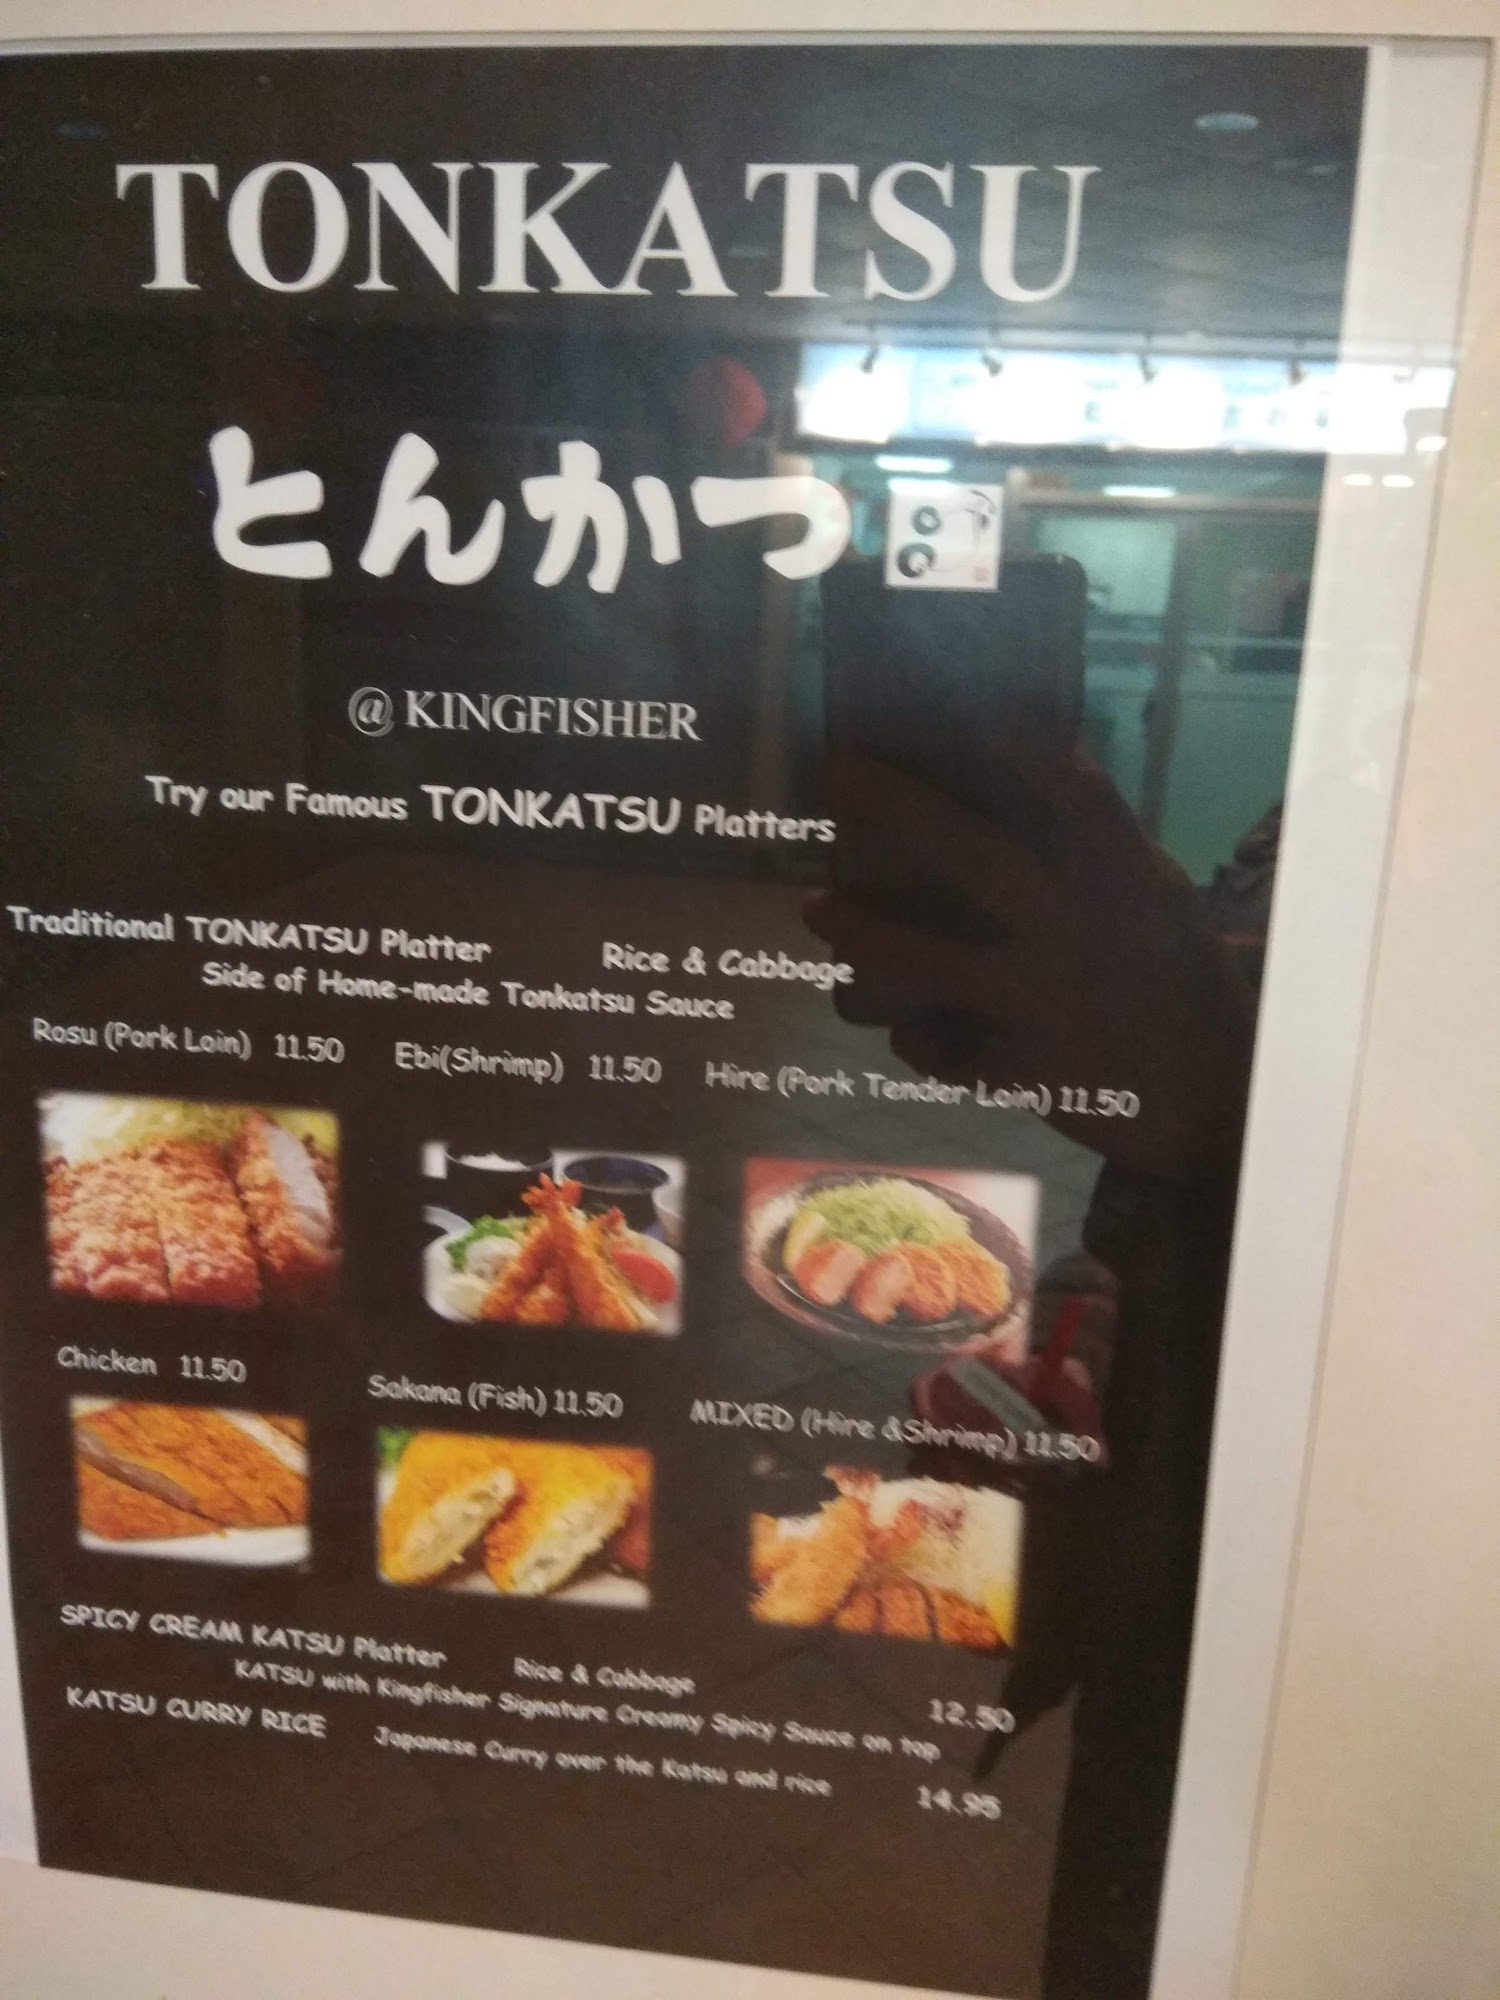 TONKATSU
とんかつ
@ KINGFISHER
Try our Famous TONKATSU Platters
Traditional TONKATSU Platter Rice & Cabbage
Side of Home-made Tonkatsu Sauce
Rosu (Pork Loin) 11.50 Ebi(Shrimp) 11.50 Hire (Pork Tender Loin) 11.50
Chicken 11.50 Sakana (Fish) 11.50 MIXED (Hire &Shrimp) 11.50
SPICY CREAM KATSU Platter Rice & Cabbage 12.50
KATSU with Kingfisher Signature Creamy Spicy Sauce on top
KATSU CURRY RICE Japanese Curry over the Katsu and rice 14.95